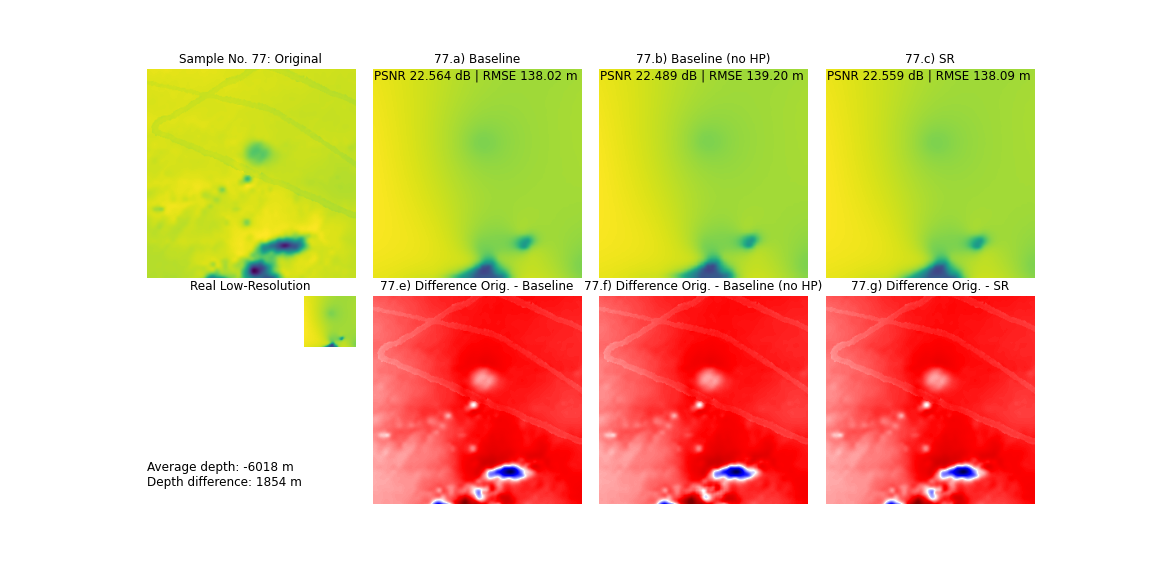 Sample No. 77: Original
77.a) Baseline
77.b) Baseline (no HP)
77.c) SR
PSNR 22.564 dB | RMSE 138.02 m
PSNR 22.489 dB | RMSE 139.20 m
PSNR 22.559 dB | RMSE 138.09 m
Real Low-Resolution
77.e) Difference Orig. - Baseline
77.f) Difference Orig. - Baseline (no HP)
77.g) Difference Orig. - SR
Average depth: -6018 m
Depth difference: 1854 m